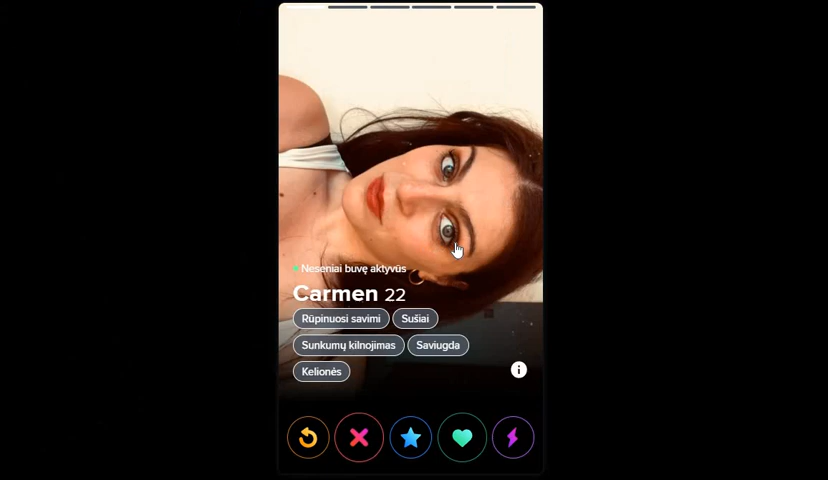 Neseniai buvę aktyvūs
Carmen 22
Rūpinuosi savimi Sušiai
Sunkumų kilnojimas Saviugda
Kelionės